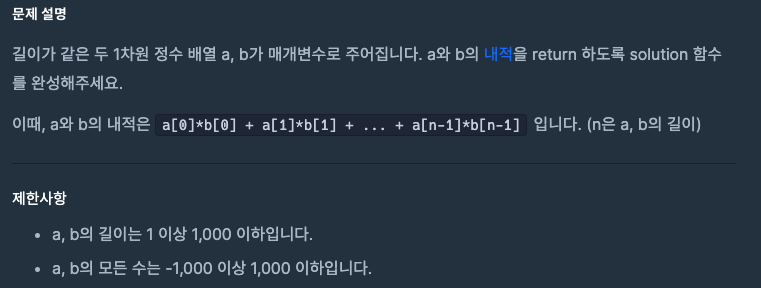 문제 설명
길이가 같은 두 1차원 정수 배열 a, b가 매개변수로 주어집니다. a와 b의 내적을 return 하도록 solution 함수
를 완성해주세요.
이때, a와 b의 내적은 a[0]*b[0] + a[1]*b[1] + ... + a[n-1]*b[n-1] 입니다. (n은 a, b의 길이)
제한사항
• a, b의 길이는 1 이상 1,000 이하입니다.
• a, b의 모든 수는 -1,000 이상 1,000 이하입니다.